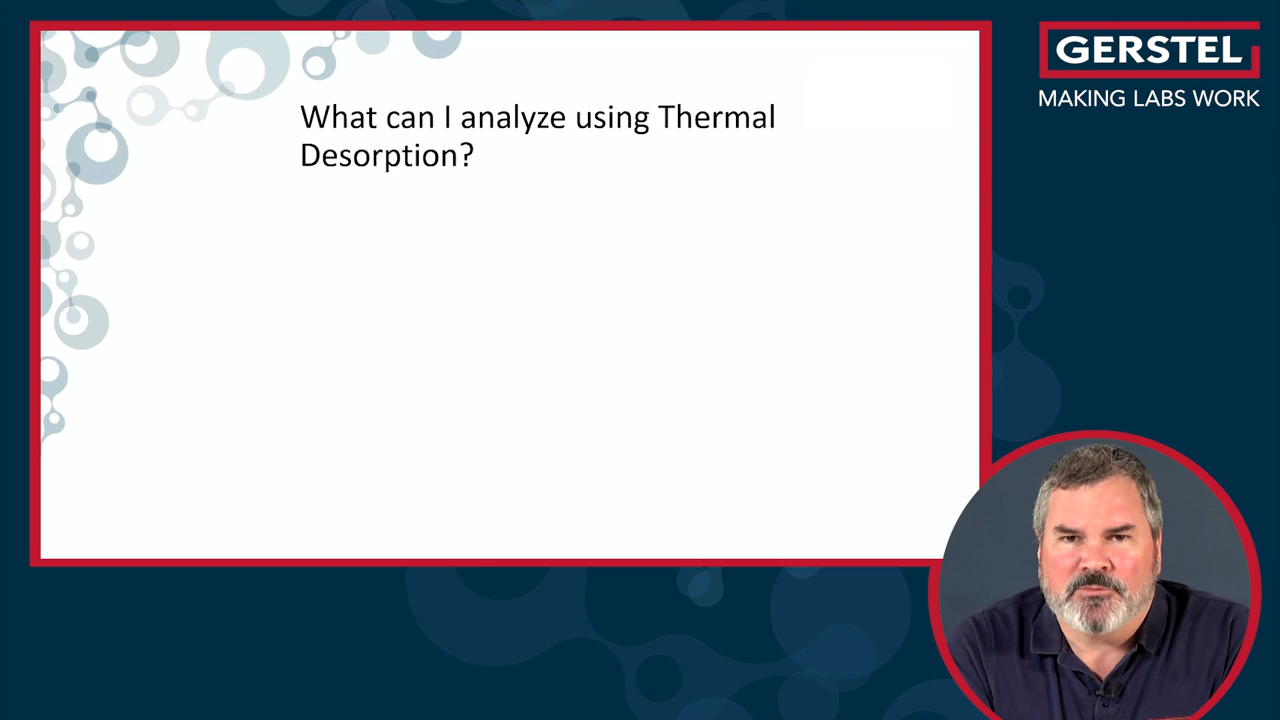 What can I analyze using Thermal
Desorption?
GERSTEL
MAKING LABS WORK